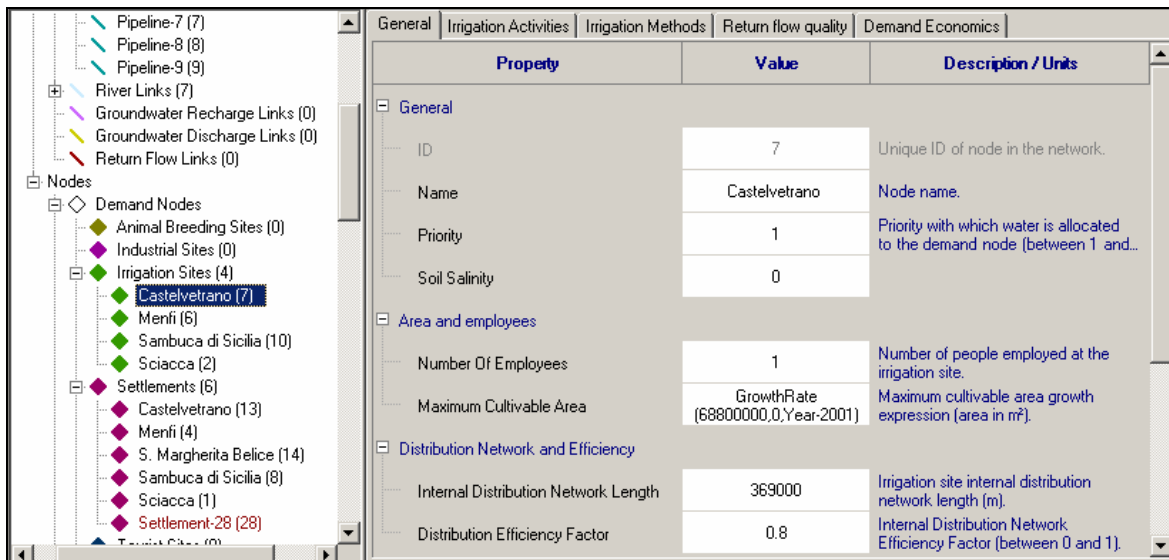 Pipeline-7 (7)
Pipeline-8 (8)
Pipeline-9 (9)
River Links (7)
Groundwater Recharge Links (0)
Groundwater Discharge Links (0)
Return Flow Links (0)
Nodes
Demand Nodes
Animal Breeding Sites (0)
Industrial Sites (0)
Irrigation Sites (4)
Castelvetrano (7)
Menfi (6)
Sambuca di Sicilia (10)
Sciacca (2)
Settlements (6)
Castelvetrano (13)
Menfi (4)
S. Margherita Belice (14)
Sambuca di Sicilia (8)
Sciacca (1)
Settlement-28 (28)
General Irrigation Activities Irrigation Methods Return flow quality Demand Economics
Property Value Description / Units
General
ID 7 Unique ID of node in the network.
Name Castelvetrano Node name.
Priority 1 Priority with which water is allocated
to the demand node (between 1 and...
Soil Salinity 0
Area and employees
Number Of Employees 1 Number of people employed at the
irrigation site.
Maximum Cultivable Area GrowthRate
(68800000,0,Year-2001) Maximum cultivable area growth
expression (area in m²).
Distribution Network and Efficiency
Internal Distribution Network Length 369000 Irrigation site internal distribution
network length (m).
Distribution Efficiency Factor 0.8 Internal Distribution Network
Efficiency Factor (between 0 and 1).